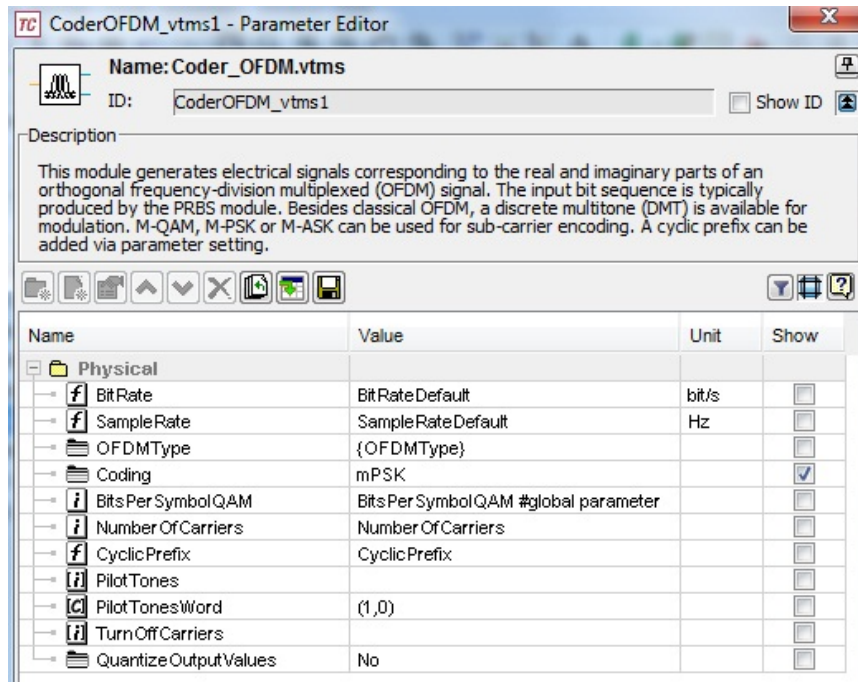 TC CoderOFDM_vtms1 - Parameter Editor
Name: Coder_OFDM.vtms
ID: CoderOFDM_vtms1 Show ID
Description
This module generates electrical signals corresponding to the real and imaginary parts of an
orthogonal frequency-division multiplexed (OFDM) signal. The input bit sequence is typically
produced by the PRBS module. Besides classical OFDM, a discrete multitone (DMT) is available for
modulation. M-QAM, M-PSK or M-ASK can be used for sub-carrier encoding. A cyclic prefix can be
added via parameter setting.
Name Value Unit Show
Physical
f BitRate BitRateDefault bit/s
f SampleRate SampleRateDefault Hz
OFDMType {OFDMType}
Coding mPSK
i BitsPerSymbolQAM BitsPerSymbolQAM #global parameter
i NumberOfCarriers NumberOfCarriers
f CyclicPrefix CyclicPrefix
[i] PilotTones
[C] PilotTonesWord (1,0)
[i] TurnOffCarriers
QuantizeOutputValues No